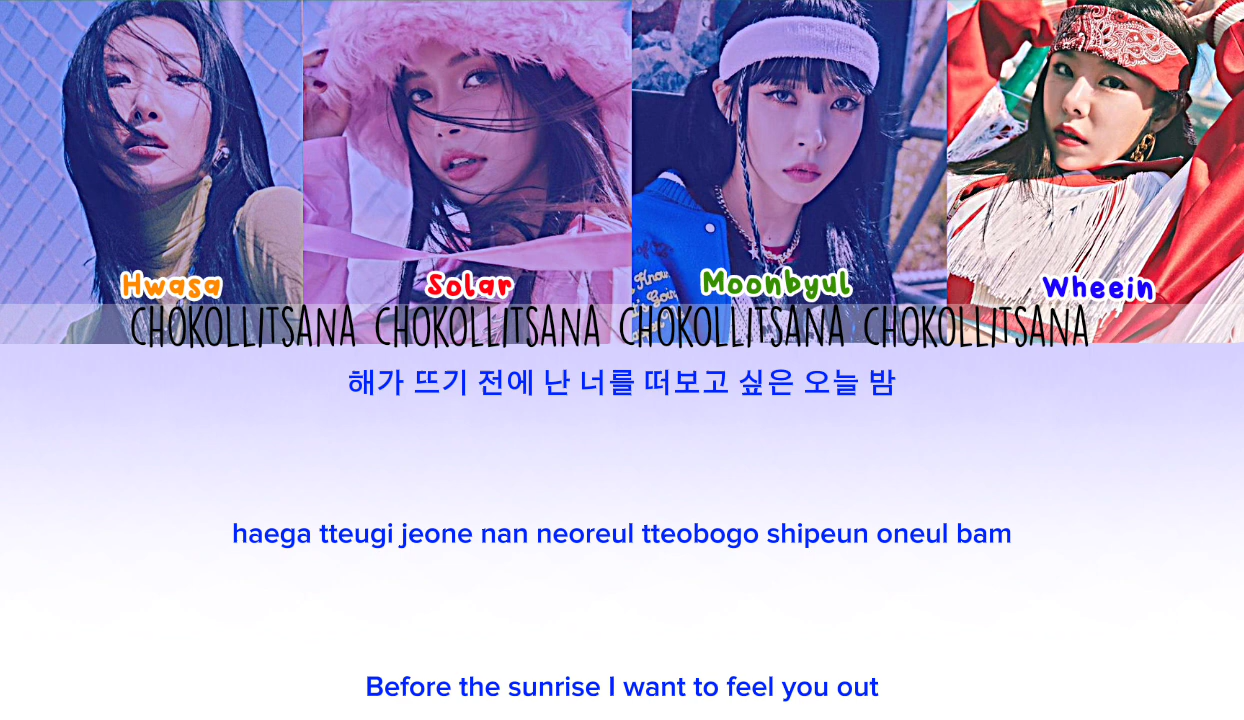 Hwasa Solar Moonbyul Wheein
CHOKOLLITSANA CHOKOLLITSANA CHOKOLLITSANA CHOKOLLITSANA
해가 뜨기 전에 난 너를 떠보고 싶은 오늘 밤
haega tteugi jeone nan neoreul tteobogo shipeun oneul bam
Before the sunrise I want to feel you out